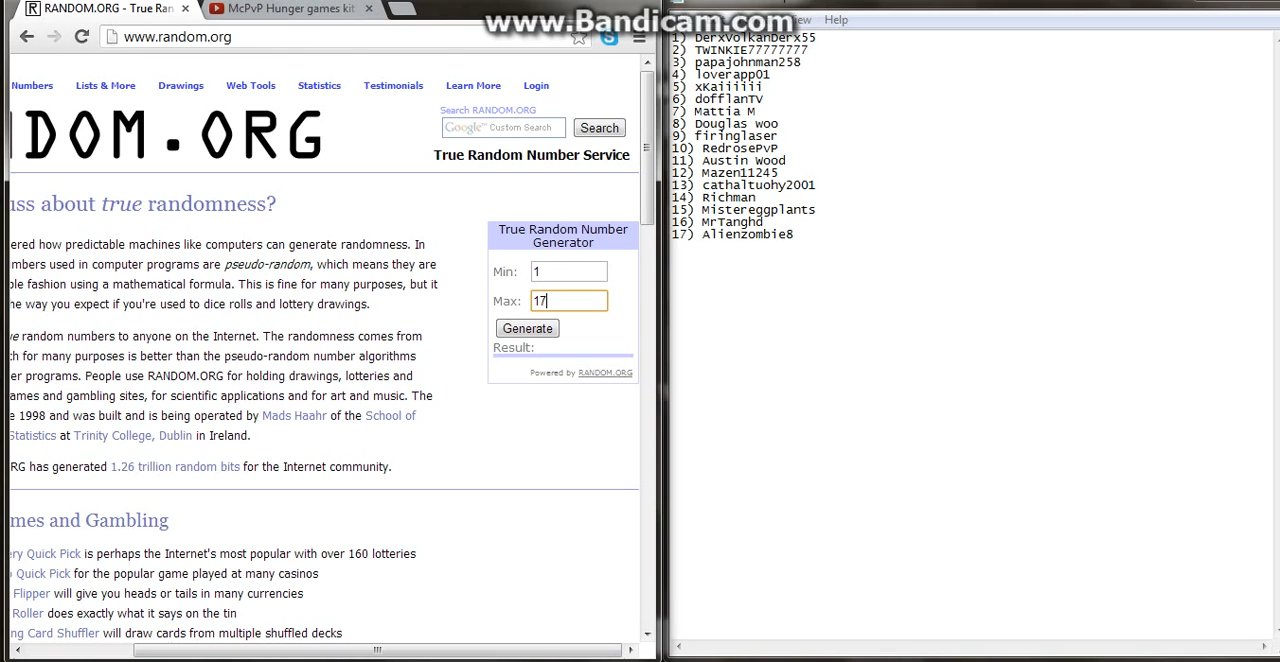 RANDOM.ORG - True Ran
McPvP Hunger games kit
www.Bandicam.com
www.random.org
Numbers Lists & More Drawings Web Tools Statistics Testimonials Learn More Login
Search RANDOM.ORG
Google™ Custom Search Search
NDOM.ORG
True Random Number Service
uss about true randomness?
ered how predictable machines like computers can generate randomness. In
mbers used in computer programs are pseudo-random, which means they are
ble fashion using a mathematical formula. This is fine for many purposes, but it
he way you expect if you're used to dice rolls and lottery drawings.
ue random numbers to anyone on the Internet. The randomness comes from
ch for many purposes is better than the pseudo-random number algorithms
er programs. People use RANDOM.ORG for holding drawings, lotteries and
games and gambling sites, for scientific applications and for art and music. The
e 1998 and was built and is being operated by Mads Haahr of the School of
Statistics at Trinity College, Dublin in Ireland.
RG has generated 1.26 trillion random bits for the Internet community.
True Random Number
Generator
Min: 1
Max: 17
Generate
Result:
Powered by RANDOM.ORG
mes and Gambling
ery Quick Pick is perhaps the Internet's most popular with over 160 lotteries
o Quick Pick for the popular game played at many casinos
Flipper will give you heads or tails in many currencies
Roller does exactly what it says on the tin
ng Card Shuffler will draw cards from multiple shuffled decks
Help
1) DerxVolkanDerx55
2) TWINKIE77777777
3) papajohnman258
4) loverapp01
5) xKaiiiiii
6) dofflanTV
7) Mattia M
8) Douglas woo
9) firinglaser
10) RedrosePvP
11) Austin Wood
12) Mazen11245
13) cathaltuohy2001
14) Richman
15) Mistereggplants
16) MrTanghd
17) Alienzombie8